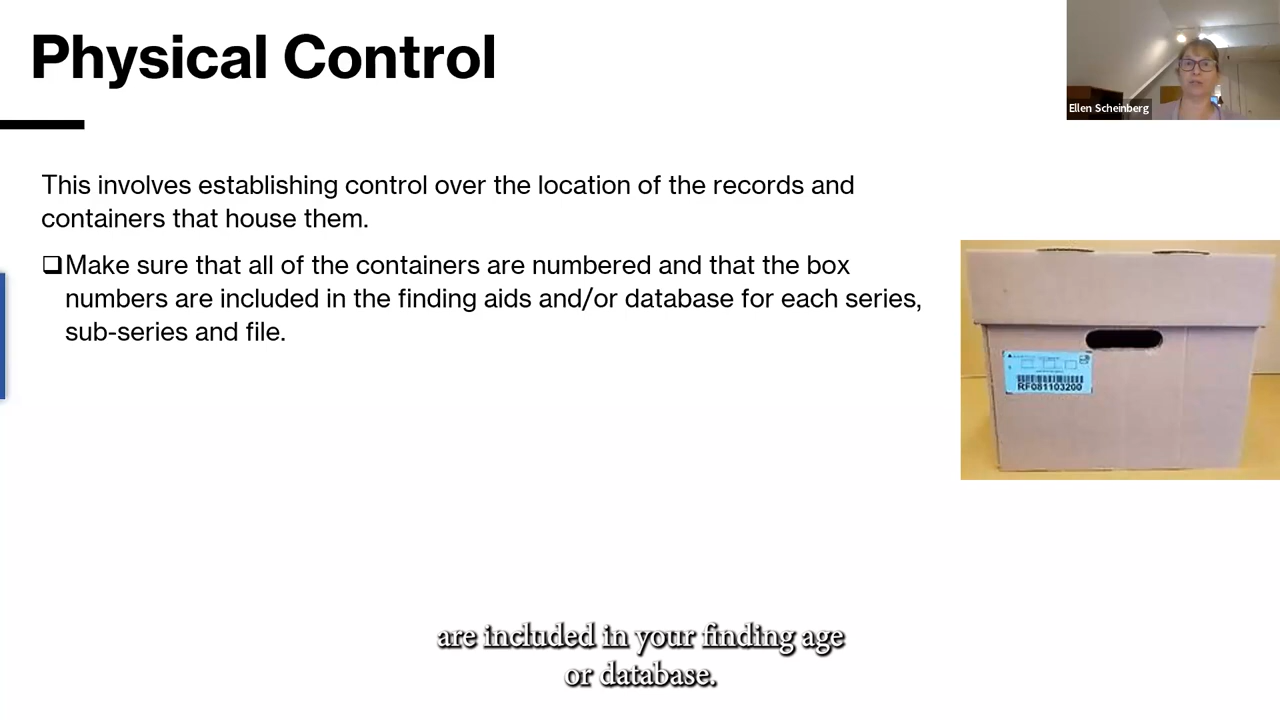 Physical Control
Ellen Scheinberg
This involves establishing control over the location of the records and
containers that house them.
❑Make sure that all of the containers are numbered and that the box
numbers are included in the finding aids and/or database for each series,
sub-series and file.
RF081103200
are included in your finding age
or database.